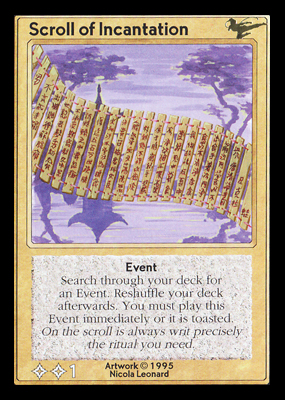 Scroll of Incantation
Event
Search through your deck for
an Event. Reshuffle your deck
afterwards. You must play this
Event immediately or it is toasted.
On the scroll is always writ precisely
the ritual you need.
1
Artwork © 1995
Nicola Leonard